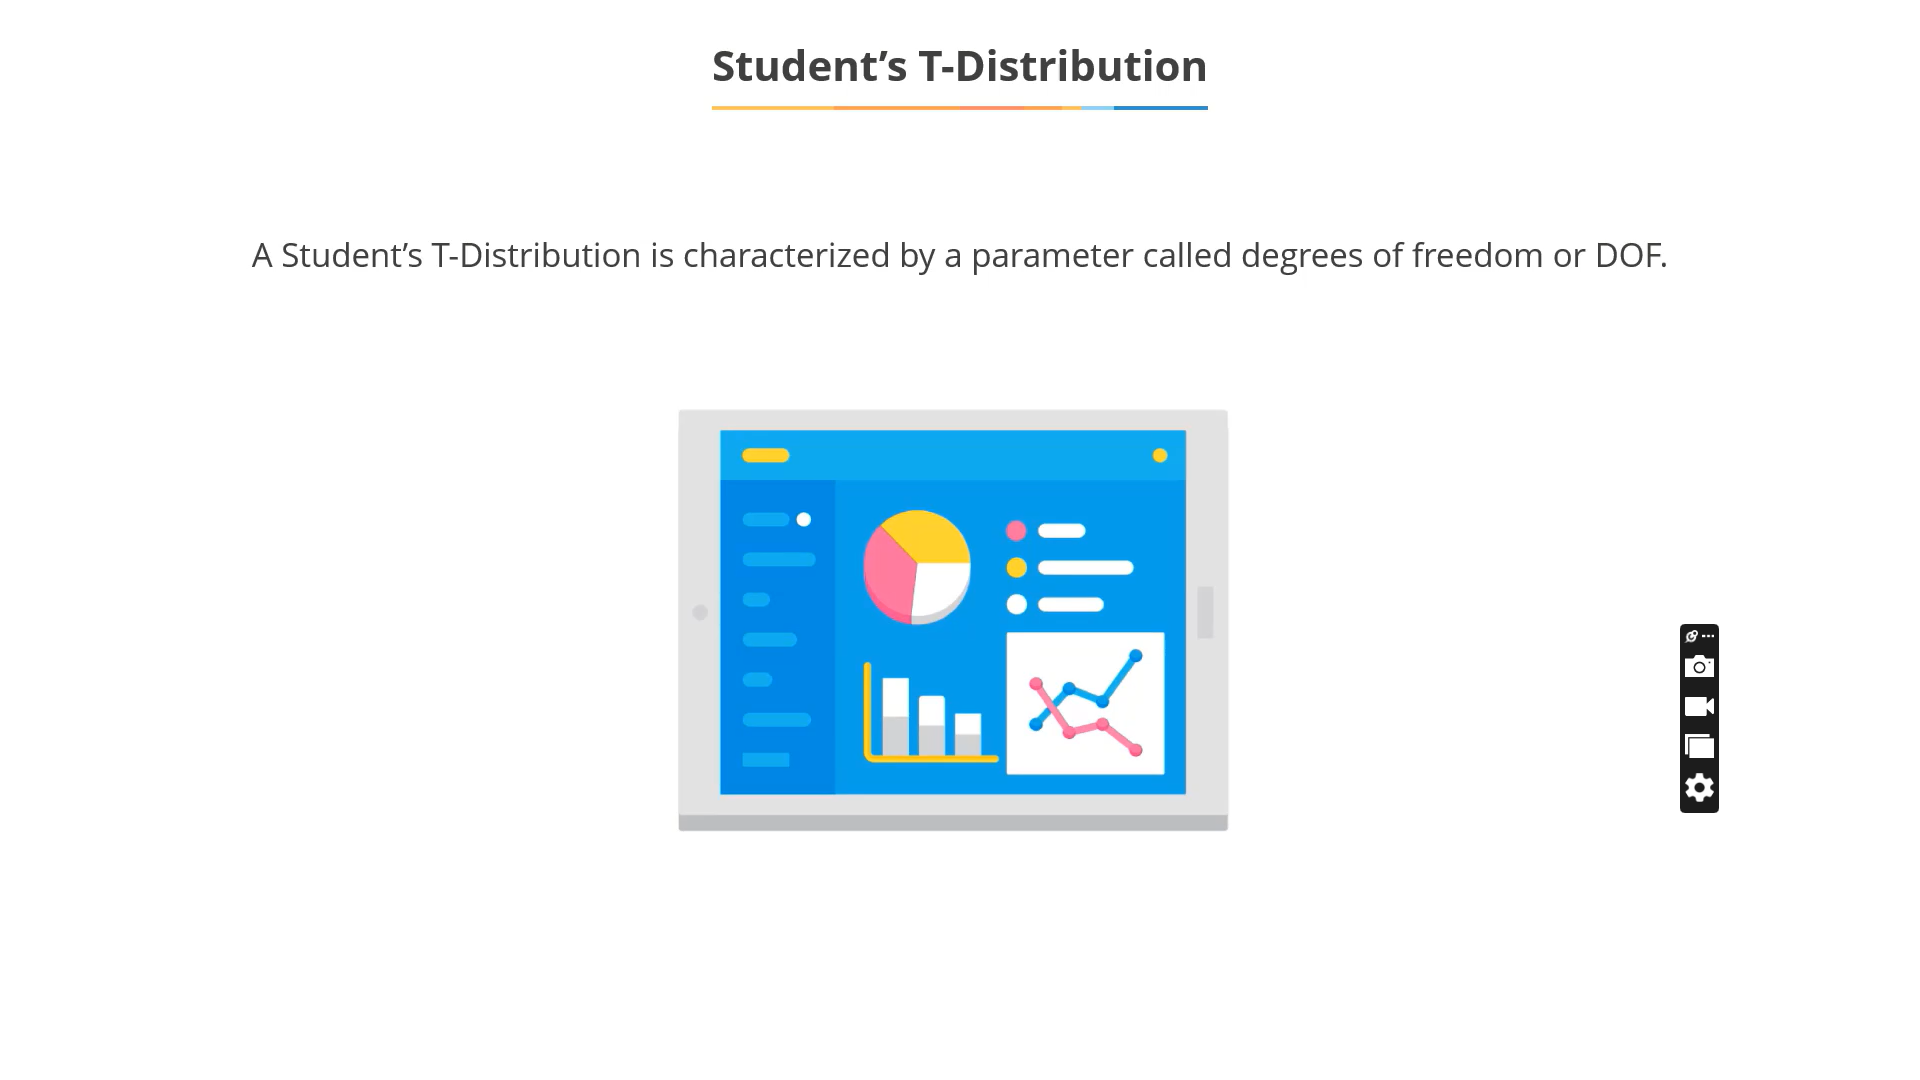 Student’s T-Distribution
A Student’s T-Distribution is characterized by a parameter called degrees of freedom or DOF.